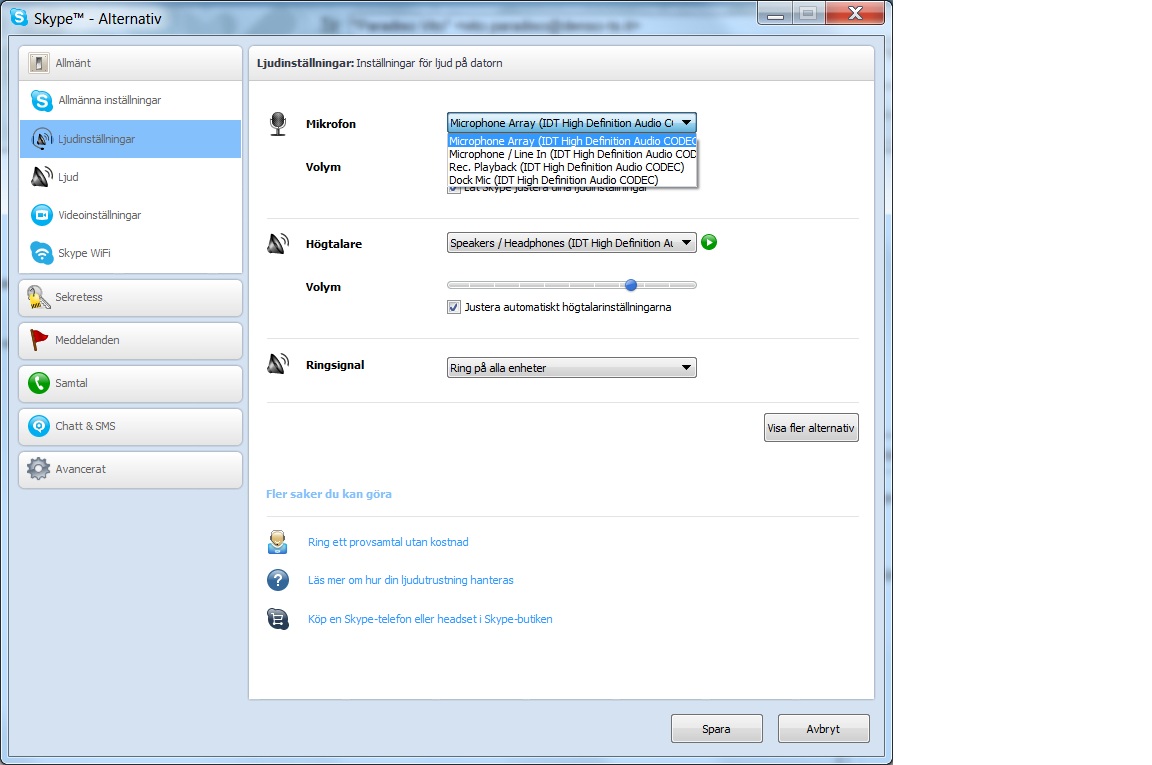 Skype™ - Alternativ
Allmänt
Allmänna inställningar
Ljudinställningar
Ljud
Videoinställningar
Skype WiFi
Sekretess
Meddelanden
Samtal
Chatt & SMS
Avancerat
Ljudinställningar: Inställningar för ljud på datorn
Mikrofon
Microphone Array (IDT High Definition Audio C
Microphone Array (IDT High Definition Audio CODEC
Microphone / Line In (IDT High Definition Audio COD
Rec. Playback (IDT High Definition Audio CODEC)
Dock Mic (IDT High Definition Audio CODEC)
Volym
Låt Skype justera dina ljudinställningar
Högtalare
Speakers / Headphones (IDT High Definition Au
Volym
Justera automatiskt högtalarinställningarna
Ringsignal
Ring på alla enheter
Visa fler alternativ
Fler saker du kan göra
Ring ett provsamtal utan kostnad
Läs mer om hur din ljudutrustning hanteras
Köp en Skype-telefon eller headset i Skype-butiken
Spara
Avbryt